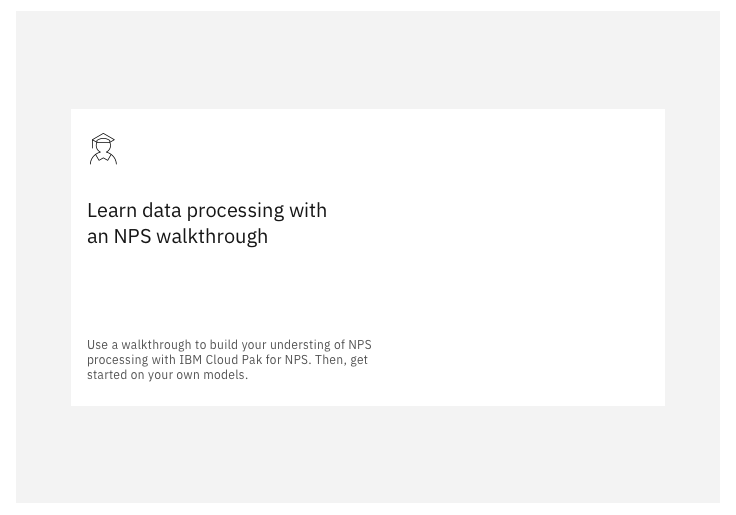 Learn data processing with
an NPS walkthrough
Use a walkthrough to build your understing of NPS
processing with IBM Cloud Pak for NPS. Then, get
started on your own models.